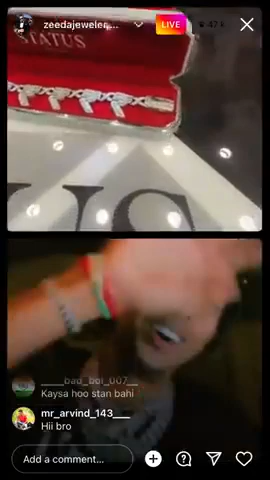 STATUS
zeedajeweler,...
LIVE
_____bad_boi_007__
Kaysa hoo stan bahi
mr_arvind_143___
Hii bro
Add a comment...